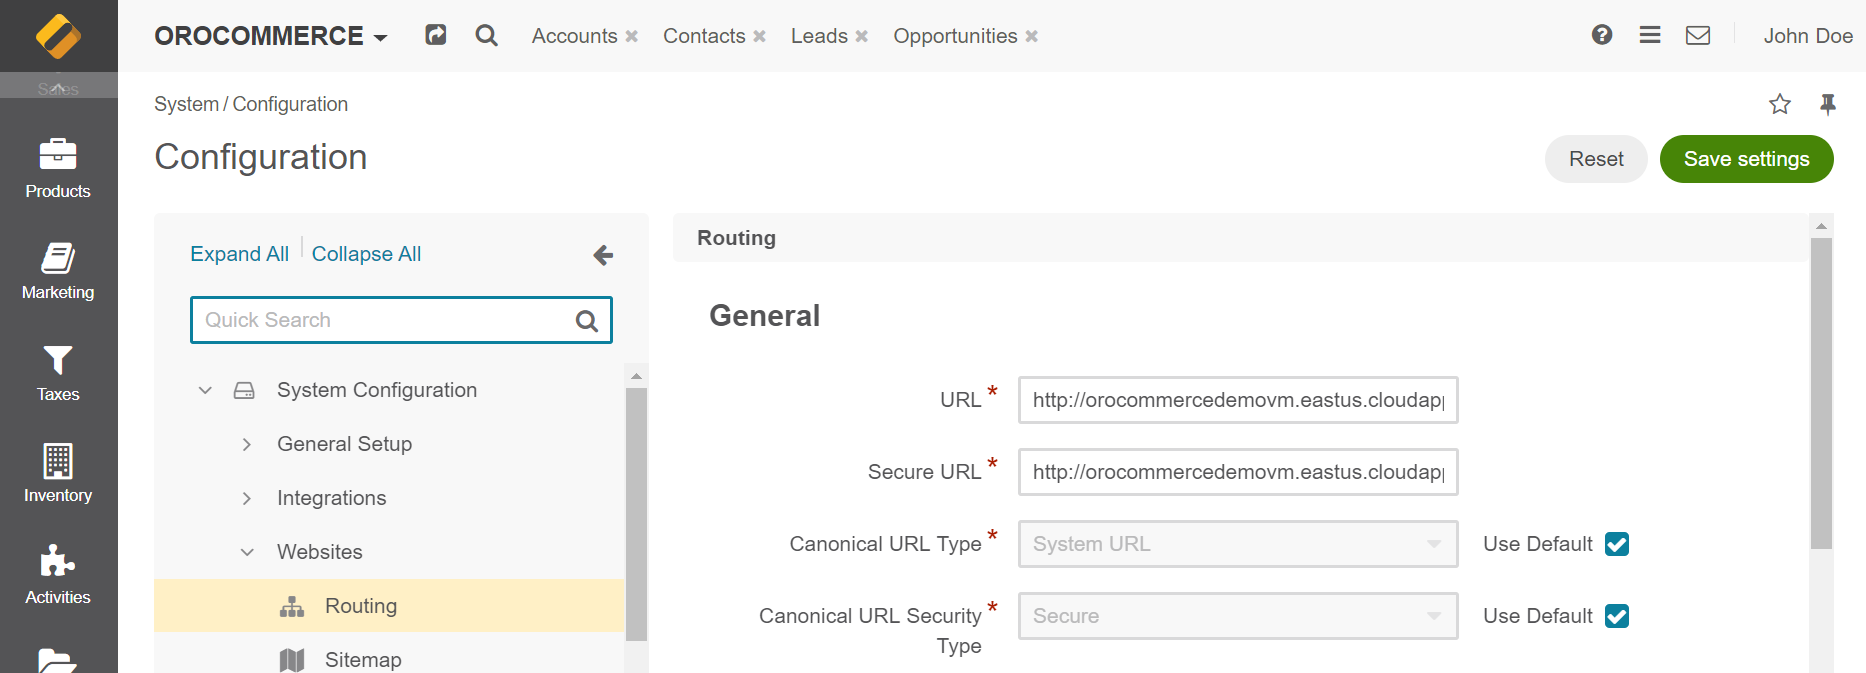 OROCOMMERCE
Accounts
Contacts
Leads
Opportunities
John Doe
Sales
Products
Marketing
Taxes
Inventory
Activities
System / Configuration
Configuration
Reset
Save settings
Expand All
Collapse All
Quick Search
System Configuration
General Setup
Integrations
Websites
Routing
Sitemap
Routing
General
URL *
http://orocommercedemovm.eastus.cloudapp
Secure URL *
http://orocommercedemovm.eastus.cloudapp
Canonical URL Type *
System URL
Use Default
Canonical URL Security *
Type
Secure
Use Default